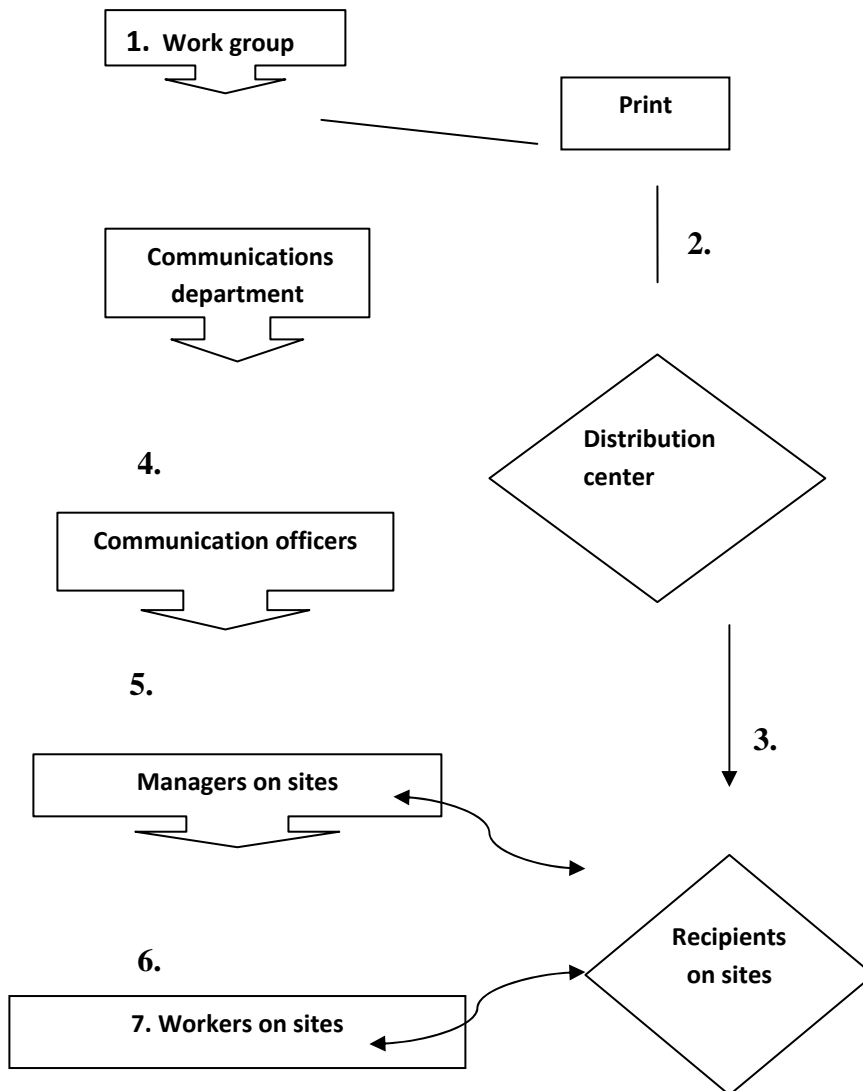 1. Work group
Print
2.
Communications
department
Distribution
center
4.
Communication officers
5.
3.
Managers on sites
Recipients
on sites
6.
7. Workers on sites